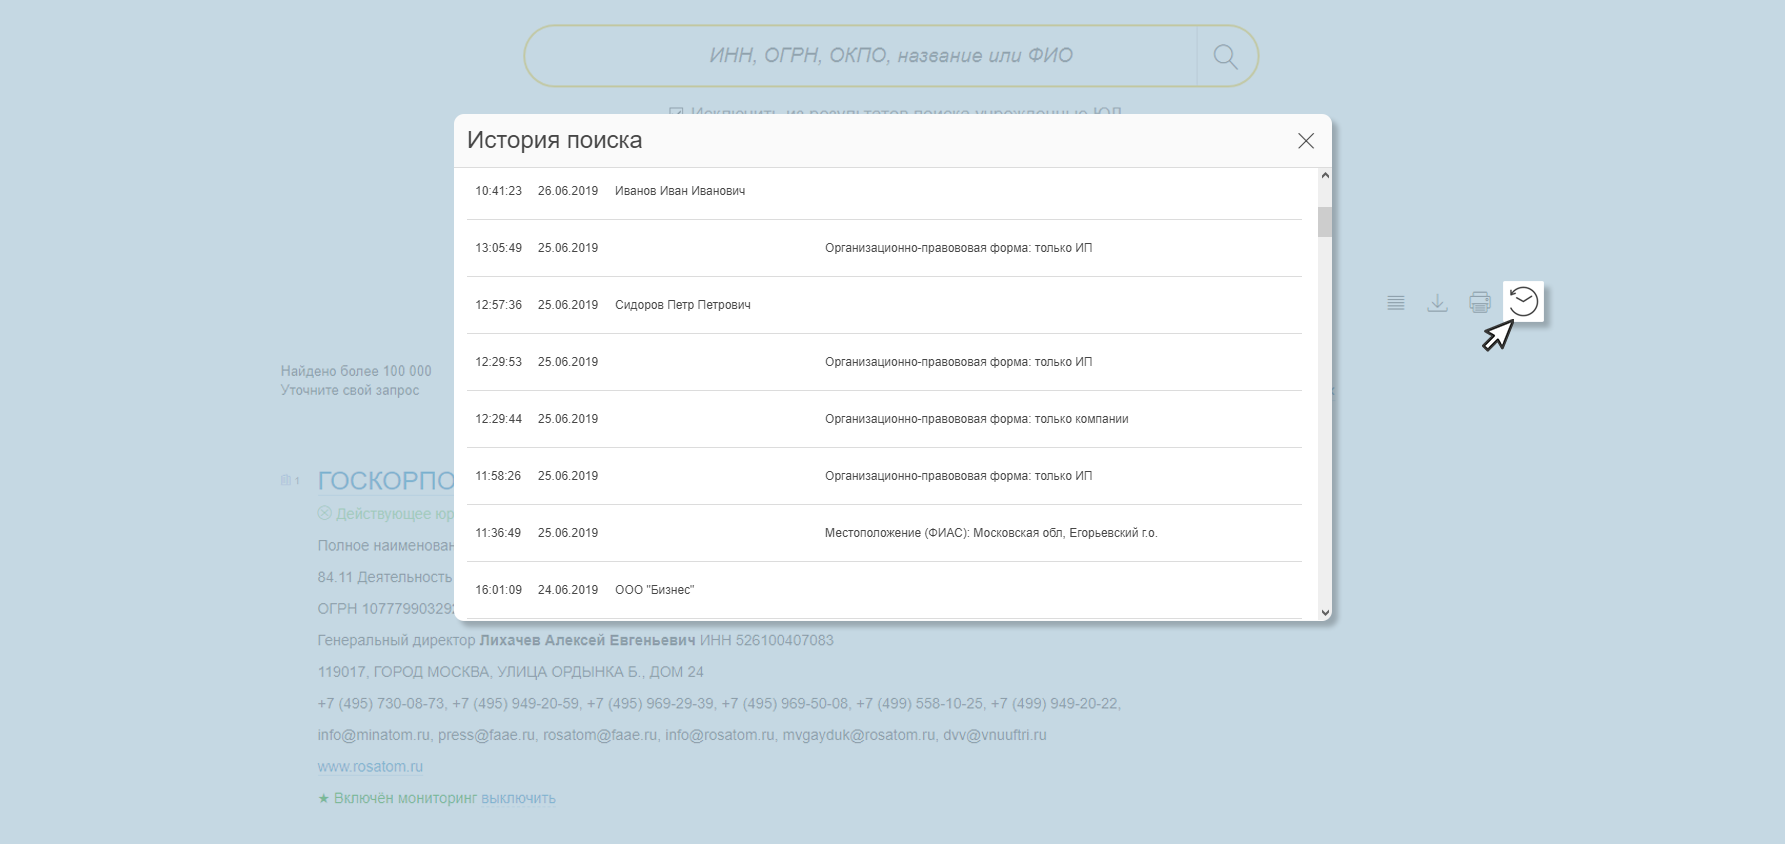 ИНН, ОГРН, ОКПО, название или ФИО
Исключить из результатов поиска учрежденные ЮЛ
История поиска
10:41:23 26.06.2019 Иванов Иван Иванович
13:05:49 25.06.2019 Организационно-правововая форма: только ИП
12:57:36 25.06.2019 Сидоров Петр Петрович
12:29:53 25.06.2019 Организационно-правововая форма: только ИП
12:29:44 25.06.2019 Организационно-правововая форма: только компании
11:58:26 25.06.2019 Организационно-правововая форма: только ИП
11:36:49 25.06.2019 Местоположение (ФИАС): Московская обл, Егорьевский г.о.
16:01:09 24.06.2019 ООО "Бизнес"
Найдено более 100 000
Уточните свой запрос
1 ГОСКОРПО
Действующее юр
Полное наименован
84.11 Деятельность
ОГРН 1077799032926
Генеральный директор Лихачев Алексей Евгеньевич ИНН 526100407083
119017, ГОРОД МОСКВА, УЛИЦА ОРДЫНКА Б., ДОМ 24
+7 (495) 730-08-73, +7 (495) 949-20-59, +7 (495) 969-29-39, +7 (495) 969-50-08, +7 (499) 558-10-25, +7 (499) 949-20-22,
info@minatom.ru, press@faae.ru, rosatom@faae.ru, info@rosatom.ru, mvgayduk@rosatom.ru, dvv@vnuuftri.ru
www.rosatom.ru
★ Включён мониторинг выключить